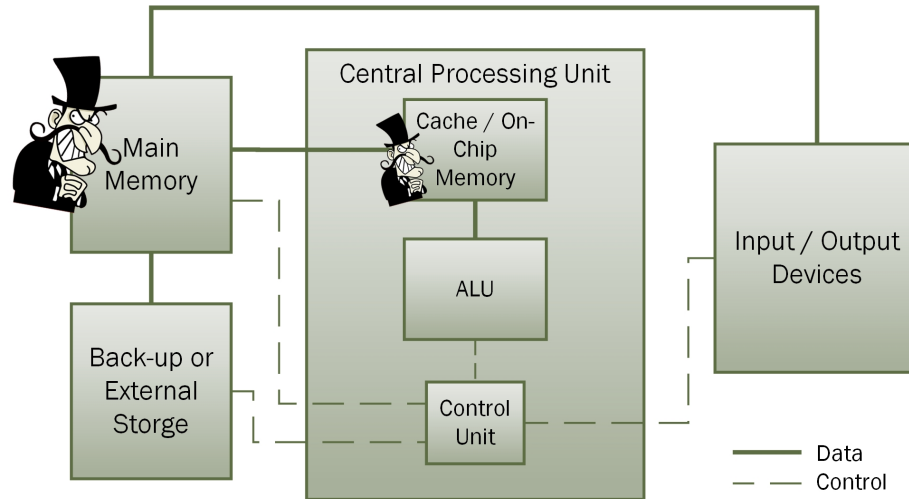 Central Processing Unit
Main
Memory
Cache / On-
Chip
Memory
ALU
Input / Output
Devices
Back-up or
External
Storge
Control
Unit
Data
Control